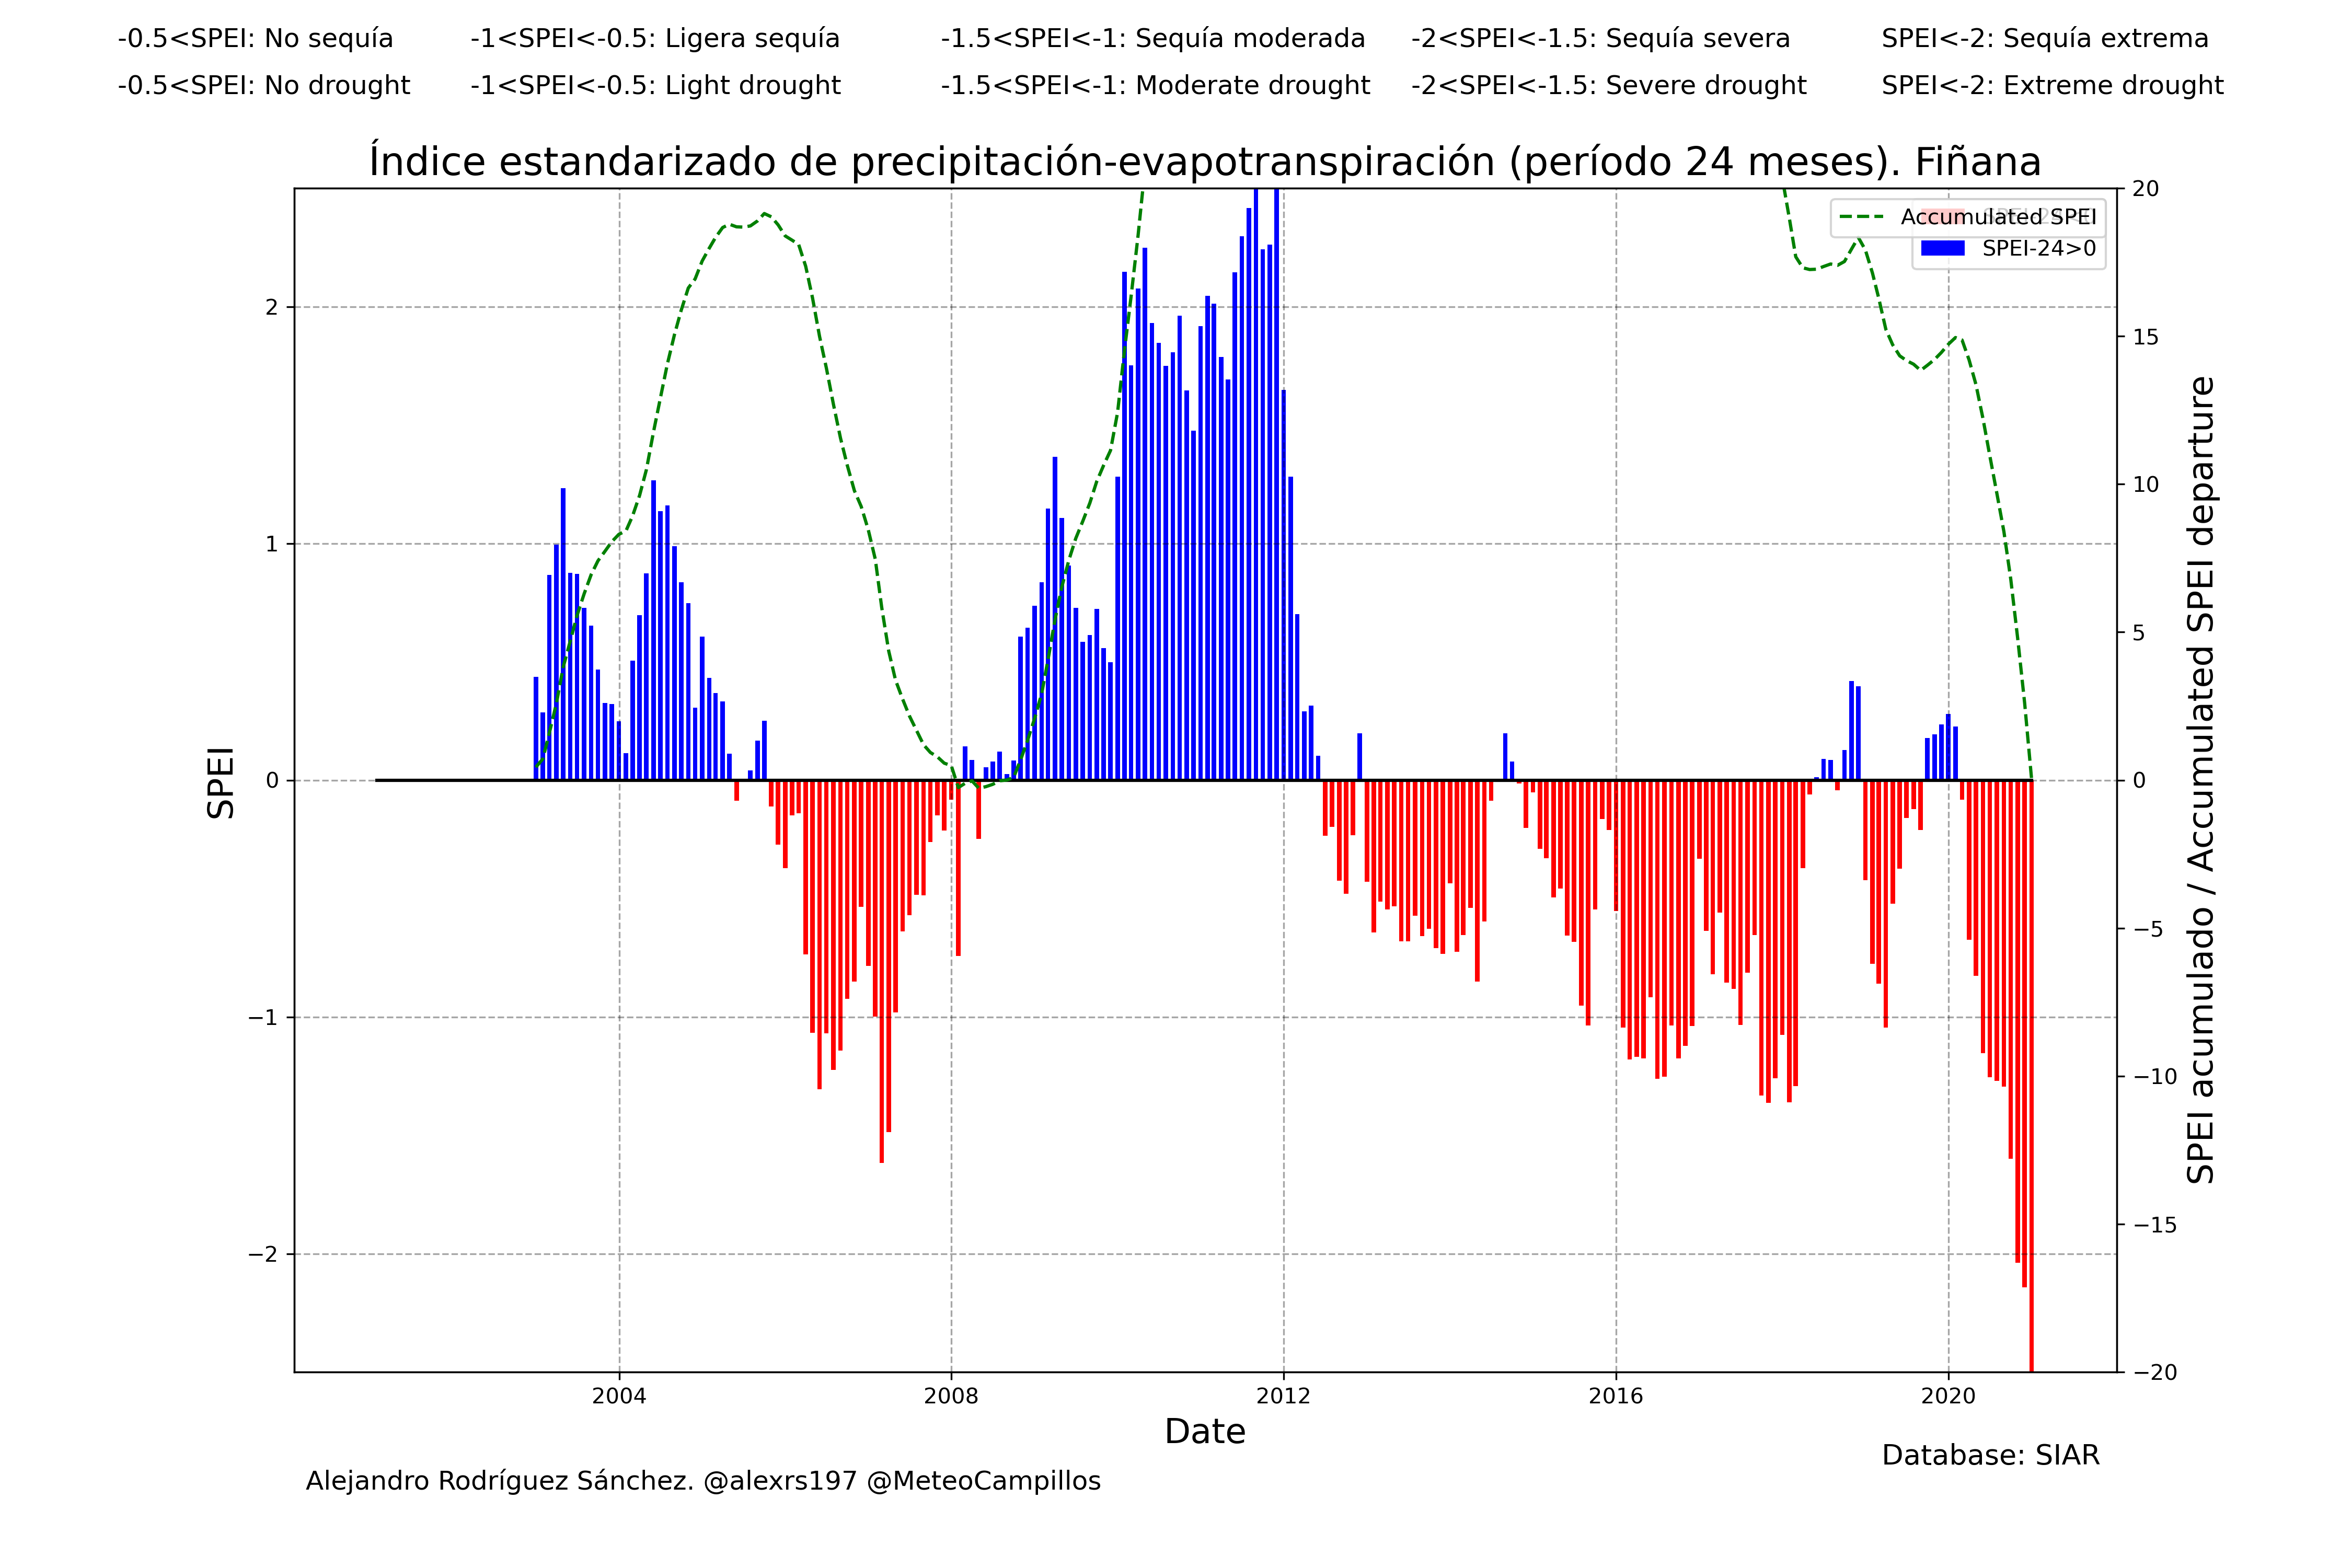 -0.5<SPEI: No sequía -1<SPEI<-0.5: Ligera sequía -1.5<SPEI<-1: Sequía moderada -2<SPEI<-1.5: Sequía severa SPEI<-2: Sequía extrema
-0.5<SPEI: No drought -1<SPEI<-0.5: Light drought -1.5<SPEI<-1: Moderate drought -2<SPEI<-1.5: Severe drought SPEI<-2: Extreme drought
Índice estandarizado de precipitación-evapotranspiración (período 24 meses). Fiñana
Accumulated SPEI
SPEI-24>0
SPEI
2
1
0
−1
−2
20
15
10
5
0
−5
−10
−15
−20
SPEI acumulado / Accumulated SPEI departure
2004 2008 2012 2016 2020
Date
Database: SIAR
Alejandro Rodríguez Sánchez. @alexrs197 @MeteoCampillos